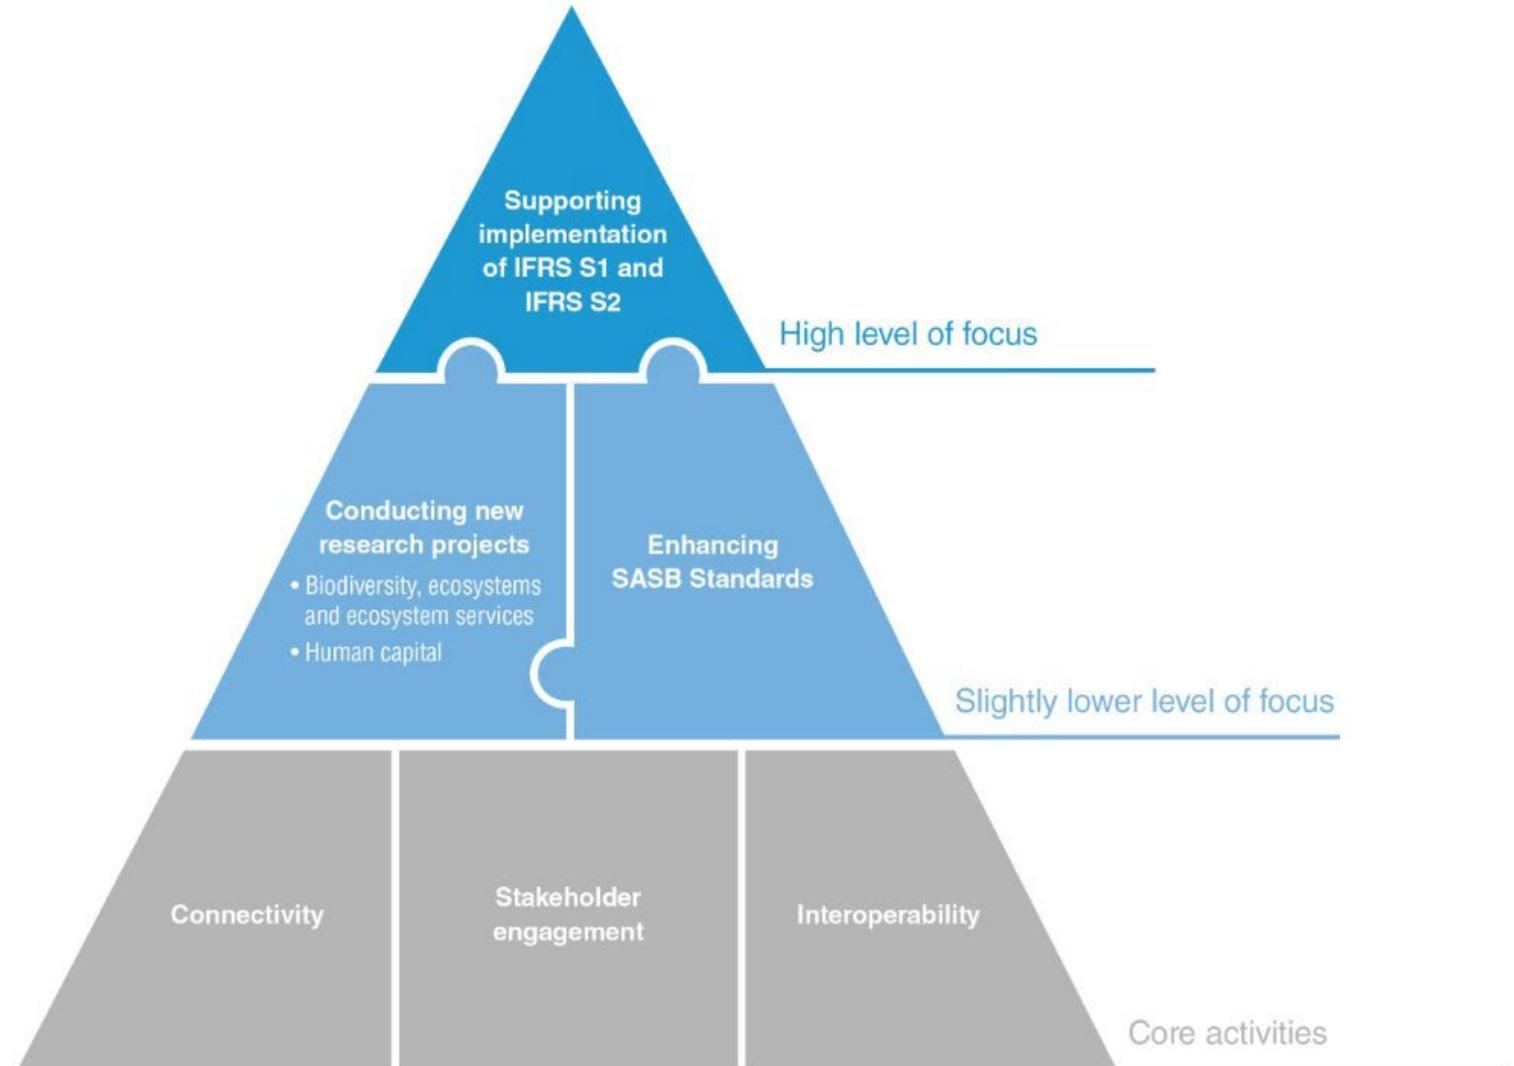 Supporting
implementation
of IFRS S1 and
IFRS S2
High level of focus
Conducting new
research projects
• Biodiversity, ecosystems
and ecosystem services
• Human capital
Enhancing
SASB Standards
Slightly lower level of focus
Connectivity
Stakeholder
engagement
Interoperability
Core activities